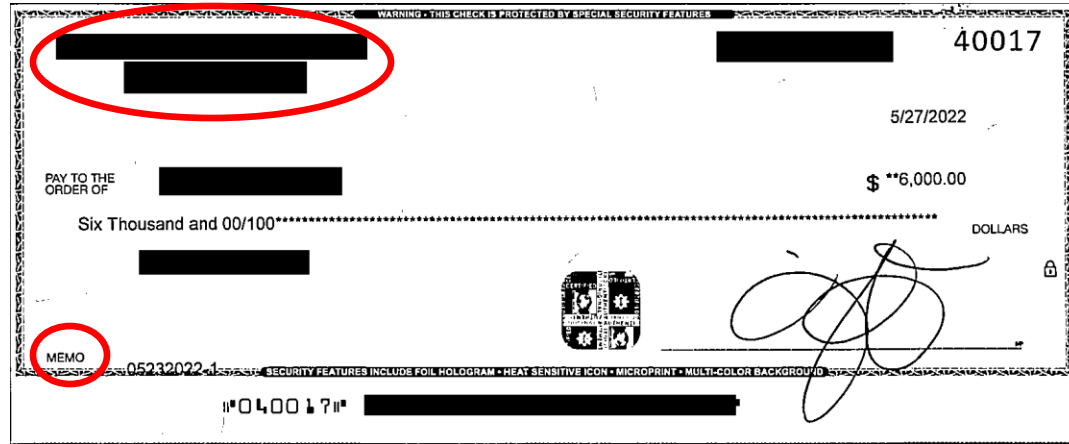 WARNING • THIS CHECK IS PROTECTED BY SPECIAL SECURITY FEATURES
40017
5/27/2022
PAY TO THE
ORDER OF
$ **6,000.00
Six Thousand and 00/100**********
DOLLARS
MEMO
05232022-1
SECURITY FEATURES INCLUDE FOIL HOLOGRAM • HEAT SENSITIVE ICON • MICROPRINT • MULTI-COLOR BACKGROUND
⑈040017⑈